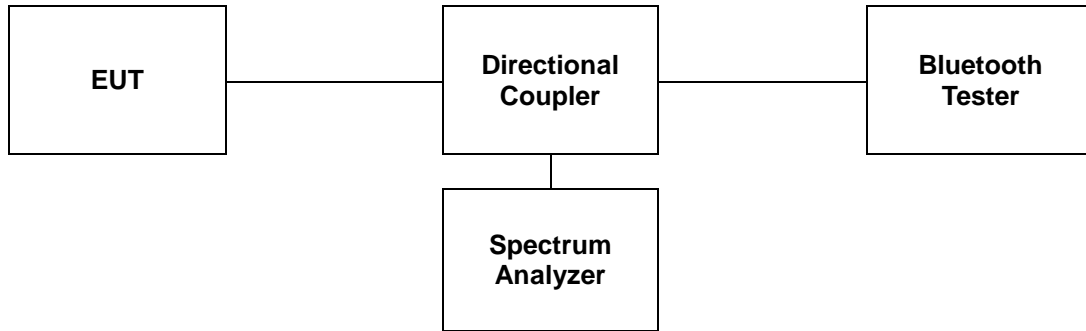 EUT
Directional
Coupler
Bluetooth
Tester
Spectrum
Analyzer